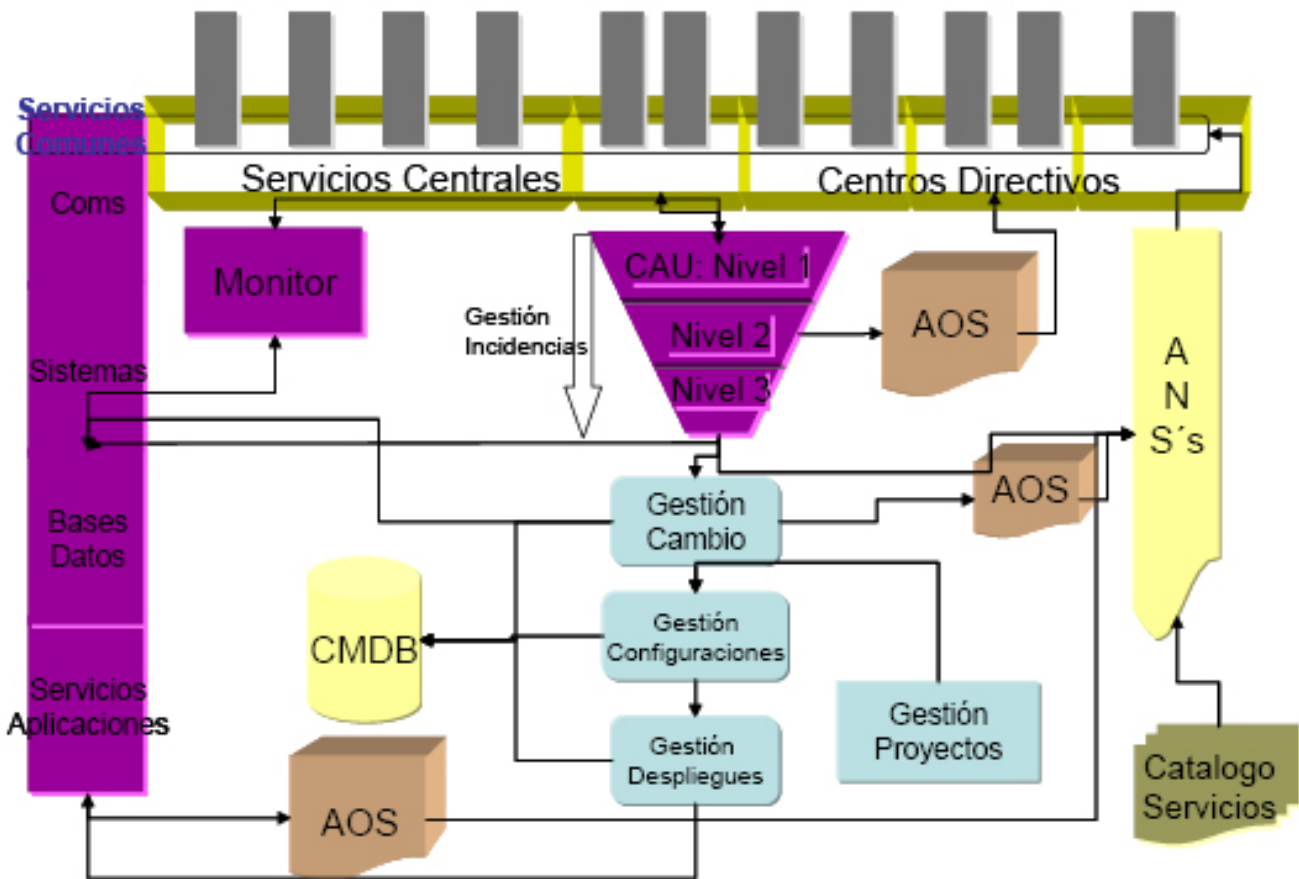 Servicios
Comunes
Servicios Centrales
Centros Directivos
Coms
Monitor
CAU: Nivel 1
Nivel 2
Nivel 3
Gestión
Incidencias
AOS
A
N
S´s
Sistemas
AOS
Gestión
Cambio
Bases
Datos
CMDB
Gestión
Configuraciones
Servicios
Aplicaciones
Gestión
Proyectos
Gestión
Despliegues
Catalogo
Servicios
AOS